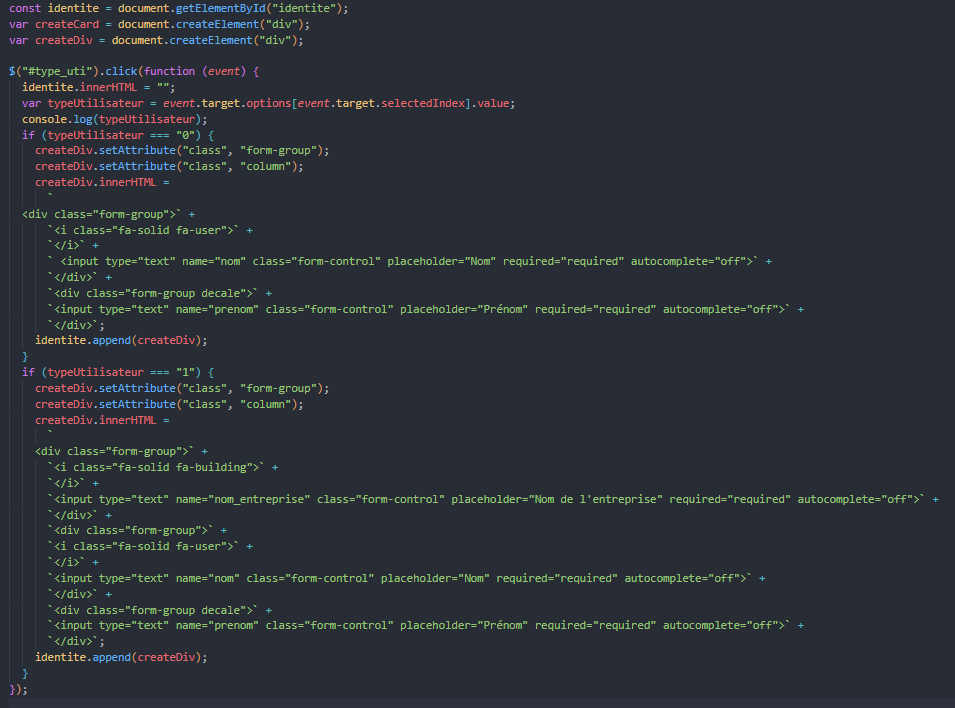 const identite = document.getElementById("identite");
var createCard = document.createElement("div");
var createDiv = document.createElement("div");

$("#type_uti").click(function (event) {
  identite.innerHTML = "";
  var typeUtilisateur = event.target.options[event.target.selectedIndex].value;
  console.log(typeUtilisateur);
  if (typeUtilisateur === "0") {
    createDiv.setAttribute("class", "form-group");
    createDiv.setAttribute("class", "column");
    createDiv.innerHTML =
      `
  <div class="form-group">` +
      `<i class="fa-solid fa-user">` +
      `</i>` +
      ` <input type="text" name="nom" class="form-control" placeholder="Nom" required="required" autocomplete="off">` +
      `</div>` +
      `<div class="form-group decale">` +
      `<input type="text" name="prenom" class="form-control" placeholder="Prénom" required="required" autocomplete="off">` +
      `</div>`;
    identite.append(createDiv);
  }
  if (typeUtilisateur === "1") {
    createDiv.setAttribute("class", "form-group");
    createDiv.setAttribute("class", "column");
    createDiv.innerHTML =
      `
    <div class="form-group">` +
      `<i class="fa-solid fa-building">` +
      `</i>` +
      `<input type="text" name="nom_entreprise" class="form-control" placeholder="Nom de l'entreprise" required="required" autocomplete="off">` +
      `</div>` +
      `<div class="form-group">` +
      `<i class="fa-solid fa-user">` +
      `</i>` +
      `<input type="text" name="nom" class="form-control" placeholder="Nom" required="required" autocomplete="off">` +
      `</div>` +
      `<div class="form-group decale">` +
      `<input type="text" name="prenom" class="form-control" placeholder="Prénom" required="required" autocomplete="off">` +
      `</div>`;
    identite.append(createDiv);
  }
});